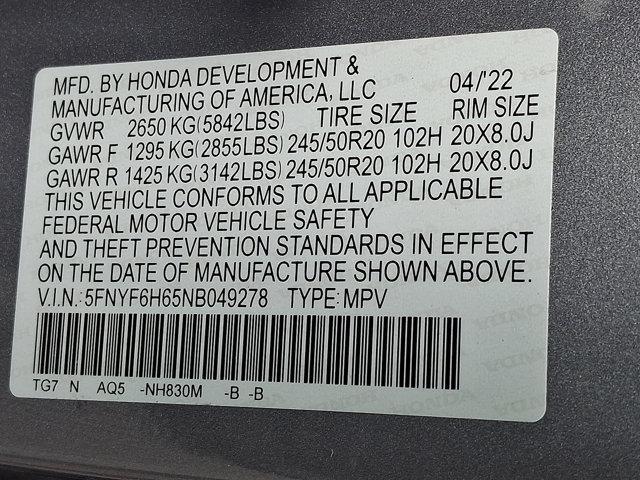 MFD. BY HONDA DEVELOPMENT &
MANUFACTURING OF AMERICA, LLC 04/'22
GVWR 2650 KG(5842LBS) TIRE SIZE RIM SIZE
GAWR F 1295 KG(2855LBS) 245/50R20 102H 20X8.0J
GAWR R 1425 KG(3142LBS) 245/50R20 102H 20X8.0J
THIS VEHICLE CONFORMS TO ALL APPLICABLE
FEDERAL MOTOR VEHICLE SAFETY
AND THEFT PREVENTION STANDARDS IN EFFECT
ON THE DATE OF MANUFACTURE SHOWN ABOVE.
V.I.N.:5FNYF6H65NB049278 TYPE:MPV
TG7 N AQ5 -NH830M -B -B